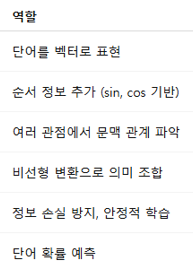 역할
단어를 벡터로 표현
순서 정보 추가 (sin, cos 기반)
여러 관점에서 문맥 관계 파악
비선형 변환으로 의미 조합
정보 손실 방지, 안정적 학습
단어 확률 예측